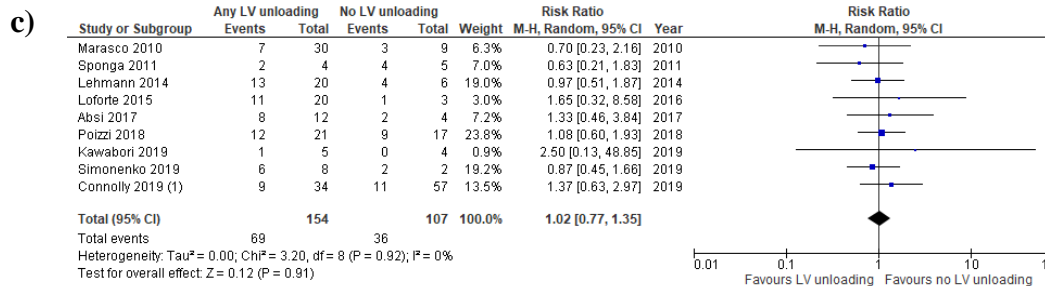 c)
Any LV unloading No LV unloading Risk Ratio Risk Ratio
Study or Subgroup Events Total Events Total Weight M-H, Random, 95% CI Year M-H, Random, 95% CI
Marasco 2010 7 30 3 9 6.3% 0.70 [0.23, 2.16] 2010
Sponga 2011 2 4 4 5 7.0% 0.63 [0.21, 1.83] 2011
Lehmann 2014 13 20 4 6 19.0% 0.97 [0.51, 1.87] 2014
Loforte 2015 11 20 1 3 3.0% 1.65 [0.32, 8.58] 2016
Absi 2017 8 12 2 4 7.2% 1.33 [0.46, 3.84] 2017
Poizzi 2018 12 21 9 17 23.8% 1.08 [0.60, 1.93] 2018
Kawabori 2019 1 5 0 4 0.9% 2.50 [0.13, 48.85] 2019
Simonenko 2019 6 8 2 2 19.2% 0.87 [0.45, 1.66] 2019
Connolly 2019 (1) 9 34 11 57 13.5% 1.37 [0.63, 2.97] 2019
Total (95% CI) 154 107 100.0% 1.02 [0.77, 1.35]
Total events 69 36
Heterogeneity: Tau² = 0.00; Chi² = 3.20, df = 8 (P = 0.92); I² = 0%
Test for overall effect: Z = 0.12 (P = 0.91)
0.01 0.1 1 10
Favours LV unloading Favours no LV unloading